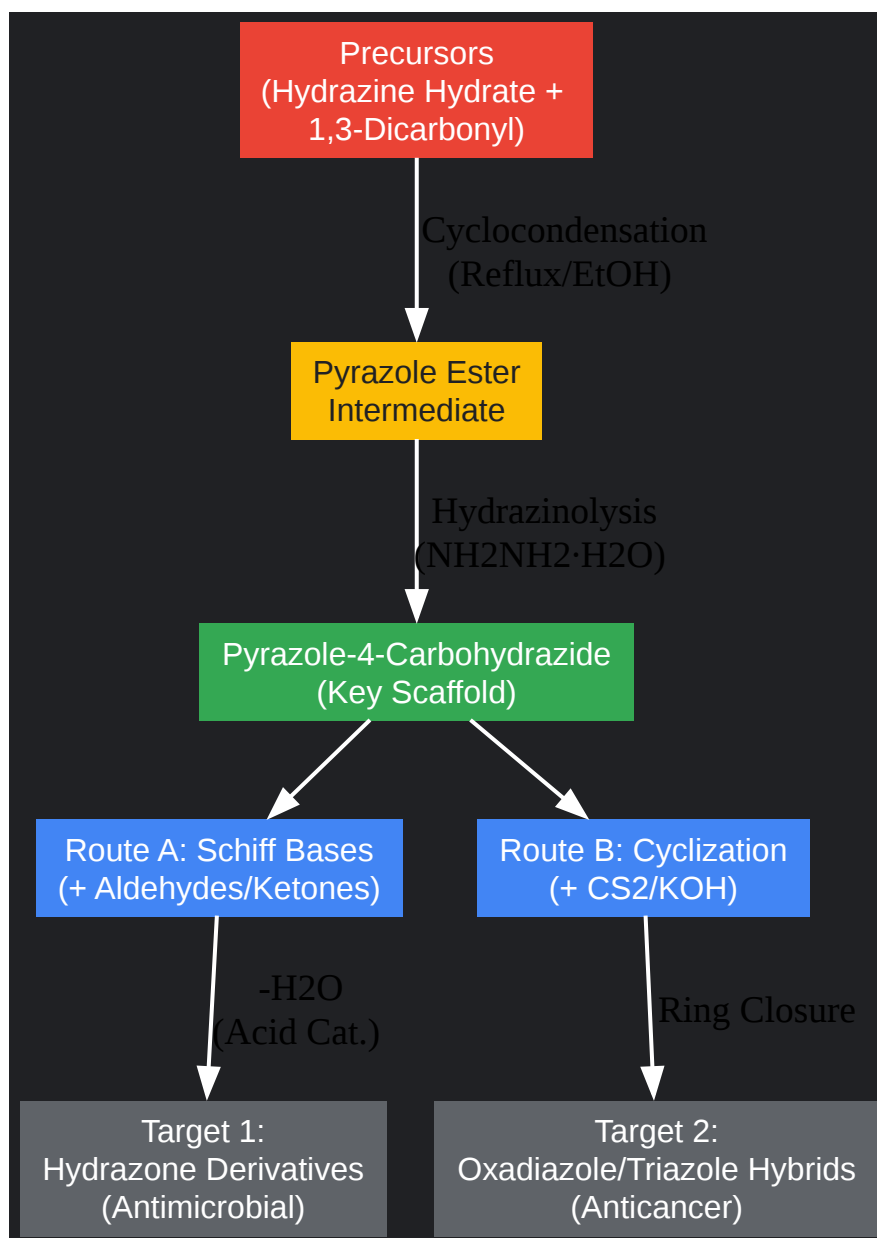 Precursors
(Hydrazine Hydrate +
1,3-Dicarbonyl)
Cyclocondensation
(Reflux/EtOH)
Pyrazole Ester
Intermediate
Hydrazinolysis
(NH2NH2·H2O)
Pyrazole-4-Carbohydrazide
(Key Scaffold)
Route A: Schiff Bases
(+ Aldehydes/Ketones)
Route B: Cyclization
(+ CS2/KOH)
-H2O
(Acid Cat.)
Ring Closure
Target 1:
Hydrazone Derivatives
(Antimicrobial)
Target 2:
Oxadiazole/Triazole Hybrids
(Anticancer)